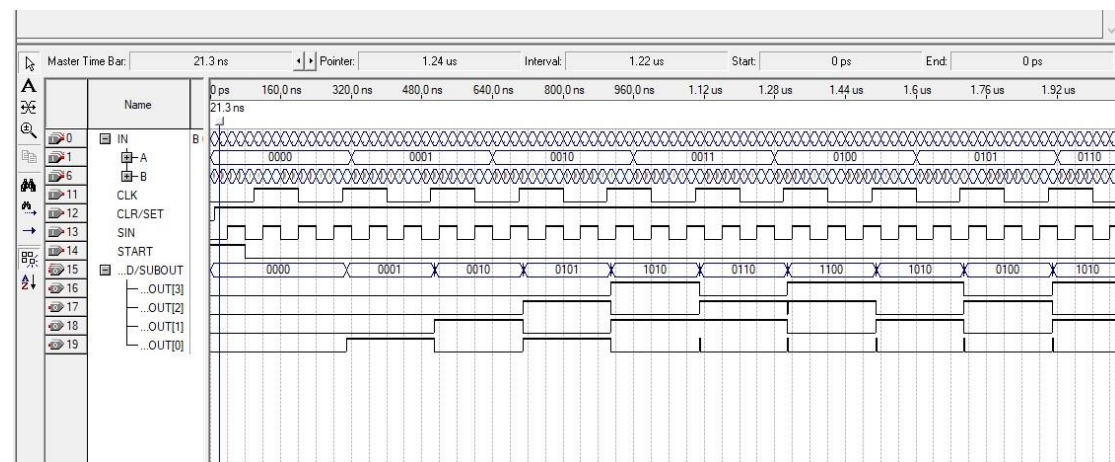 Master Time Bar: 21.3 ns Pointer: 1.24 us Interval: 1.22 us Start: 0 ps End: 0 ps
A
Name
0 ps 160.0 ns 320.0 ns 480.0 ns 640.0 ns 800.0 ns 960.0 ns 1.12 us 1.28 us 1.44 us 1.6 us 1.76 us 1.92 us
21.3 ns
0 IN B
1 A 0000 0001 0010 0011 0100 0101 0110
6 B
11 CLK
12 CLR/SET
13 SIN
14 START
15 ...D/SUBOUT 0000 0001 0010 0101 1010 0110 1100 1010 0100 1010
16 ...OUT[3]
17 ...OUT[2]
18 ...OUT[1]
19 ...OUT[0]